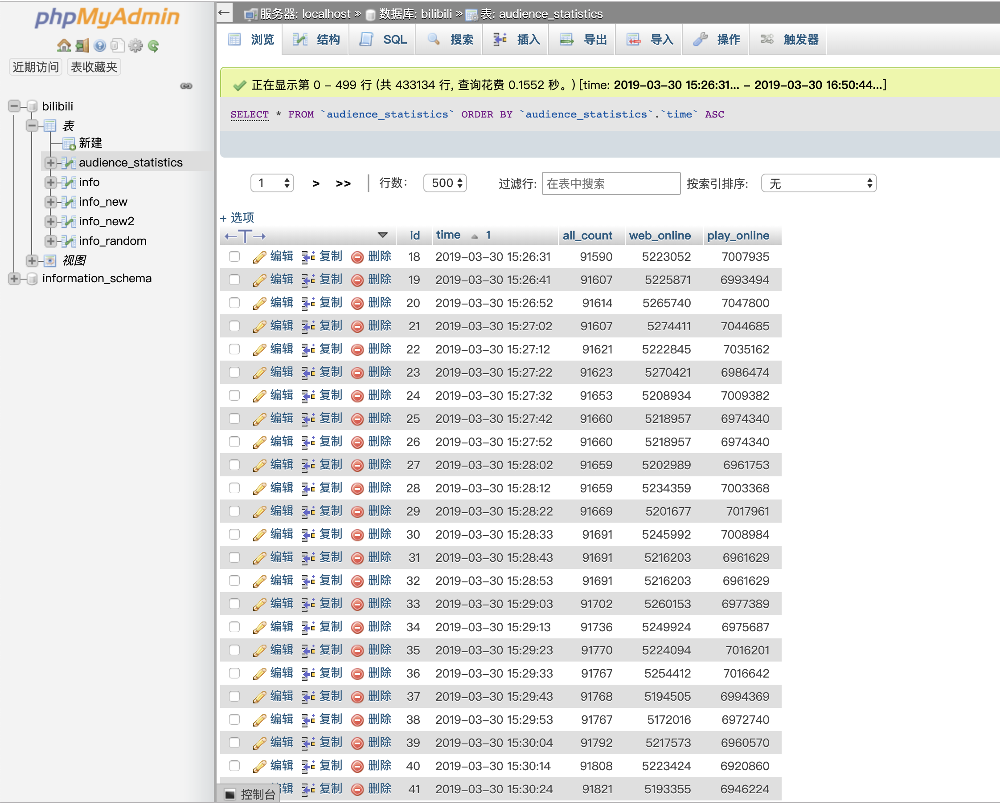 phpMyAdmin
近期访问 表收藏夹
bilibili
表
新建
audience_statistics
info
info_new
info_new2
info_random
视图
information_schema
服务器: localhost » 数据库: bilibili » 表: audience_statistics
浏览 结构 SQL 搜索 插入 导出 导入 操作 触发器
正在显示第 0 - 499 行 (共 433134 行, 查询花费 0.1552 秒。) [time: 2019-03-30 15:26:31... - 2019-03-30 16:50:44...]
SELECT * FROM `audience_statistics` ORDER BY `audience_statistics`.`time` ASC
1 > >> | 行数: 500 过滤行: 在表中搜索 按索引排序: 无
+ 选项
←T→ id time 1 all_count web_online play_online
编辑 复制 删除 18 2019-03-30 15:26:31 91590 5223052 7007935
编辑 复制 删除 19 2019-03-30 15:26:41 91607 5225871 6993494
编辑 复制 删除 20 2019-03-30 15:26:52 91614 5265740 7047800
编辑 复制 删除 21 2019-03-30 15:27:02 91607 5274411 7044685
编辑 复制 删除 22 2019-03-30 15:27:12 91621 5222845 7035162
编辑 复制 删除 23 2019-03-30 15:27:22 91623 5270421 6986474
编辑 复制 删除 24 2019-03-30 15:27:32 91653 5208934 7009382
编辑 复制 删除 25 2019-03-30 15:27:42 91660 5218957 6974340
编辑 复制 删除 26 2019-03-30 15:27:52 91660 5218957 6974340
编辑 复制 删除 27 2019-03-30 15:28:02 91659 5202989 6961753
编辑 复制 删除 28 2019-03-30 15:28:12 91659 5234359 7003368
编辑 复制 删除 29 2019-03-30 15:28:22 91669 5201677 7017961
编辑 复制 删除 30 2019-03-30 15:28:33 91691 5245992 7008984
编辑 复制 删除 31 2019-03-30 15:28:43 91691 5216203 6961629
编辑 复制 删除 32 2019-03-30 15:28:53 91691 5216203 6961629
编辑 复制 删除 33 2019-03-30 15:29:03 91702 5260153 6977389
编辑 复制 删除 34 2019-03-30 15:29:13 91736 5249924 6975687
编辑 复制 删除 35 2019-03-30 15:29:23 91770 5224094 7016201
编辑 复制 删除 36 2019-03-30 15:29:33 91767 5254412 7016642
编辑 复制 删除 37 2019-03-30 15:29:43 91768 5194505 6994369
编辑 复制 删除 38 2019-03-30 15:29:53 91767 5172016 6972740
编辑 复制 删除 39 2019-03-30 15:30:04 91792 5217573 6960570
编辑 复制 删除 40 2019-03-30 15:30:14 91808 5223424 6920860
编辑 复制 删除 41 2019-03-30 15:30:24 91821 5193355 6946224
控制台